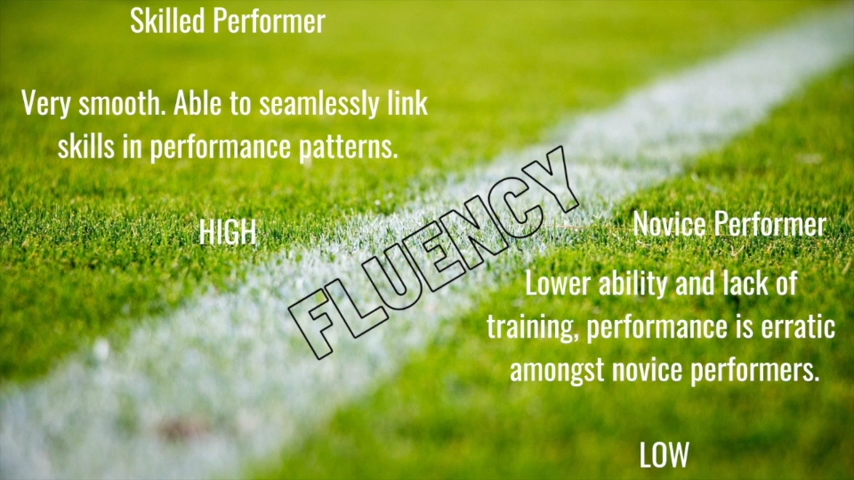 Skilled Performer
Very smooth. Able to seamlessly link
skills in performance patterns.
HIGH
FLUENCY
Novice Performer
Lower ability and lack of
training, performance is erratic
amongst novice performers.
LOW